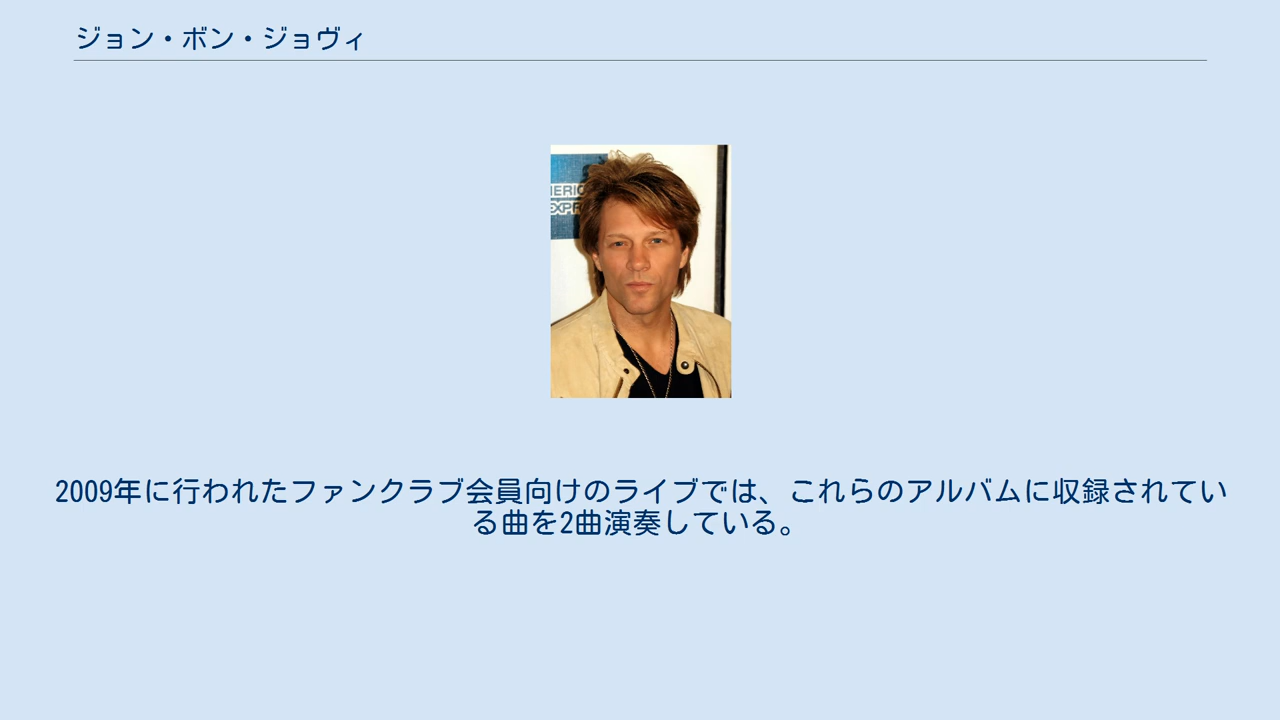 ジョン・ボン・ジョヴィ
MERIC
EXPR
2009年に行われたファンクラブ会員向けのライブでは、これらのアルバムに収録されてい
る曲を2曲演奏している。